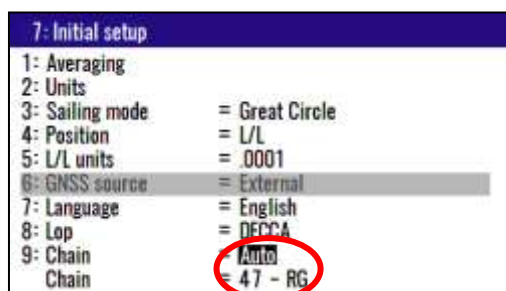 7: Initial setup
1: Averaging
2: Units
3: Sailing mode = Great Circle
4: Position = L/L
5: L/L units = .0001
6: GNSS source = External
7: Language = English
8: Lop = DECCA
9: Chain = Auto
Chain = 47 - RG